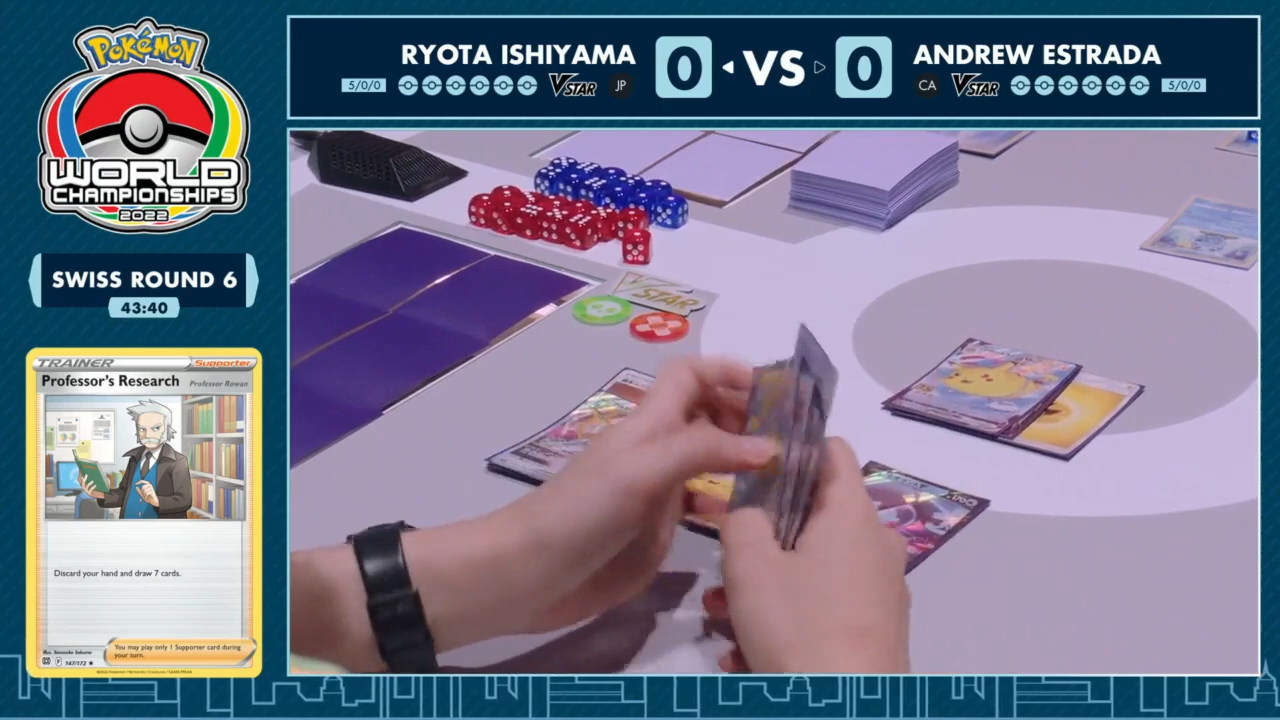 Pokémon
WORLD
CHAMPIONSHIPS
2022
RYOTA ISHIYAMA
0
VS
0
ANDREW ESTRADA
5/0/0
VSTAR
JP
CA
VSTAR
5/0/0
SWISS ROUND 6
43:40
TRAINER
Supporter
Professor's Research
Professor Rowan
Discard your hand and draw 7 cards.
You may play only 1 Supporter card during
your turn.
147/172
VSTAR